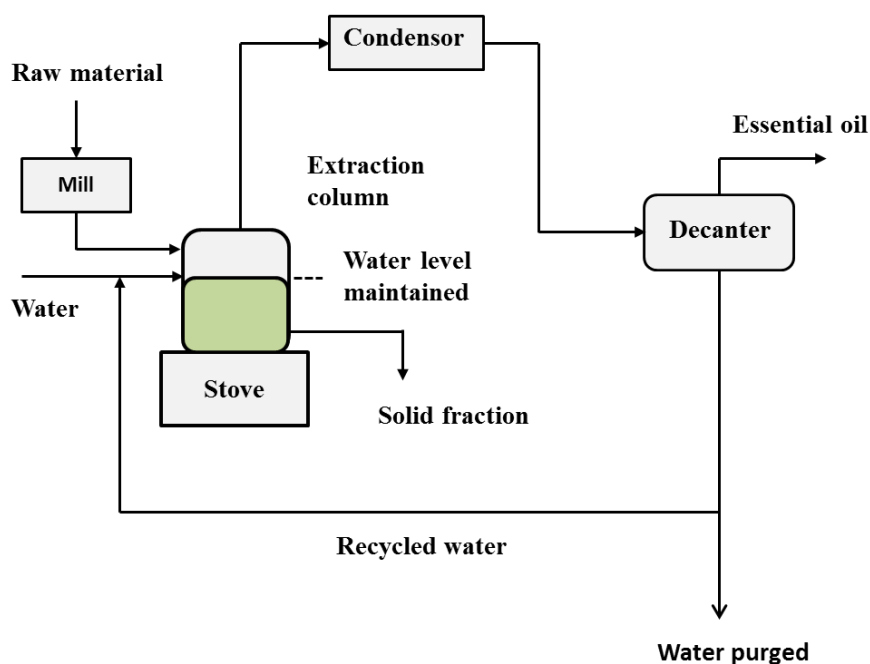 Condensor
Raw material
Essential oil
Mill
Extraction
column
Decanter
Water level
maintained
Water
Stove
Solid fraction
Recycled water
Water purged